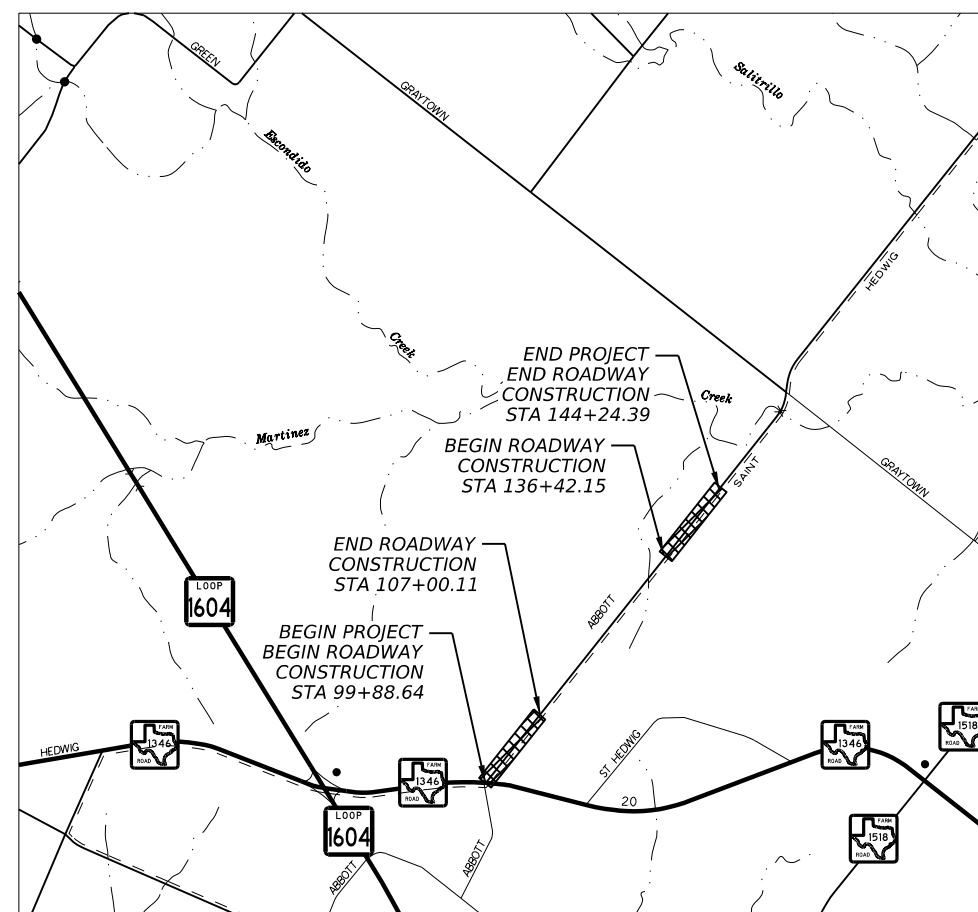 GREEN
GRAYTOWN
Salitrillo
Escondido
HEDWIG
Creek
END PROJECT
END ROADWAY
CONSTRUCTION
STA 144+24.39
Creek
Martinez
BEGIN ROADWAY
CONSTRUCTION
STA 136+42.15
SAINT
GRAYTOWN
END ROADWAY
CONSTRUCTION
STA 107+00.11
LOOP
1604
ABBOTT
BEGIN PROJECT
BEGIN ROADWAY
CONSTRUCTION
STA 99+88.64
HEDWIG
FARM
1346
ROAD
FARM
1346
ROAD
ST. HEDWIG
20
FARM
1346
ROAD
FARM
1518
LOOP
1604
ABBOTT
ABBOTT
FARM
1518
ROAD